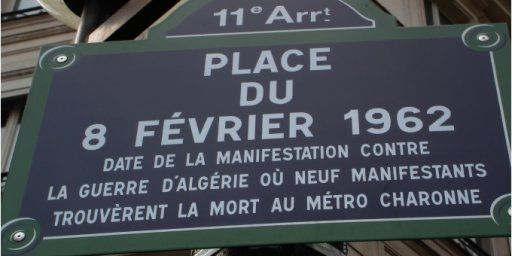 11e Arrt
PLACE
DU
8 FÉVRIER 1962
DATE DE LA MANIFESTATION CONTRE
LA GUERRE D'ALGÉRIE OÙ NEUF MANIFESTANTS
TROUVÈRENT LA MORT AU MÉTRO CHARONNE